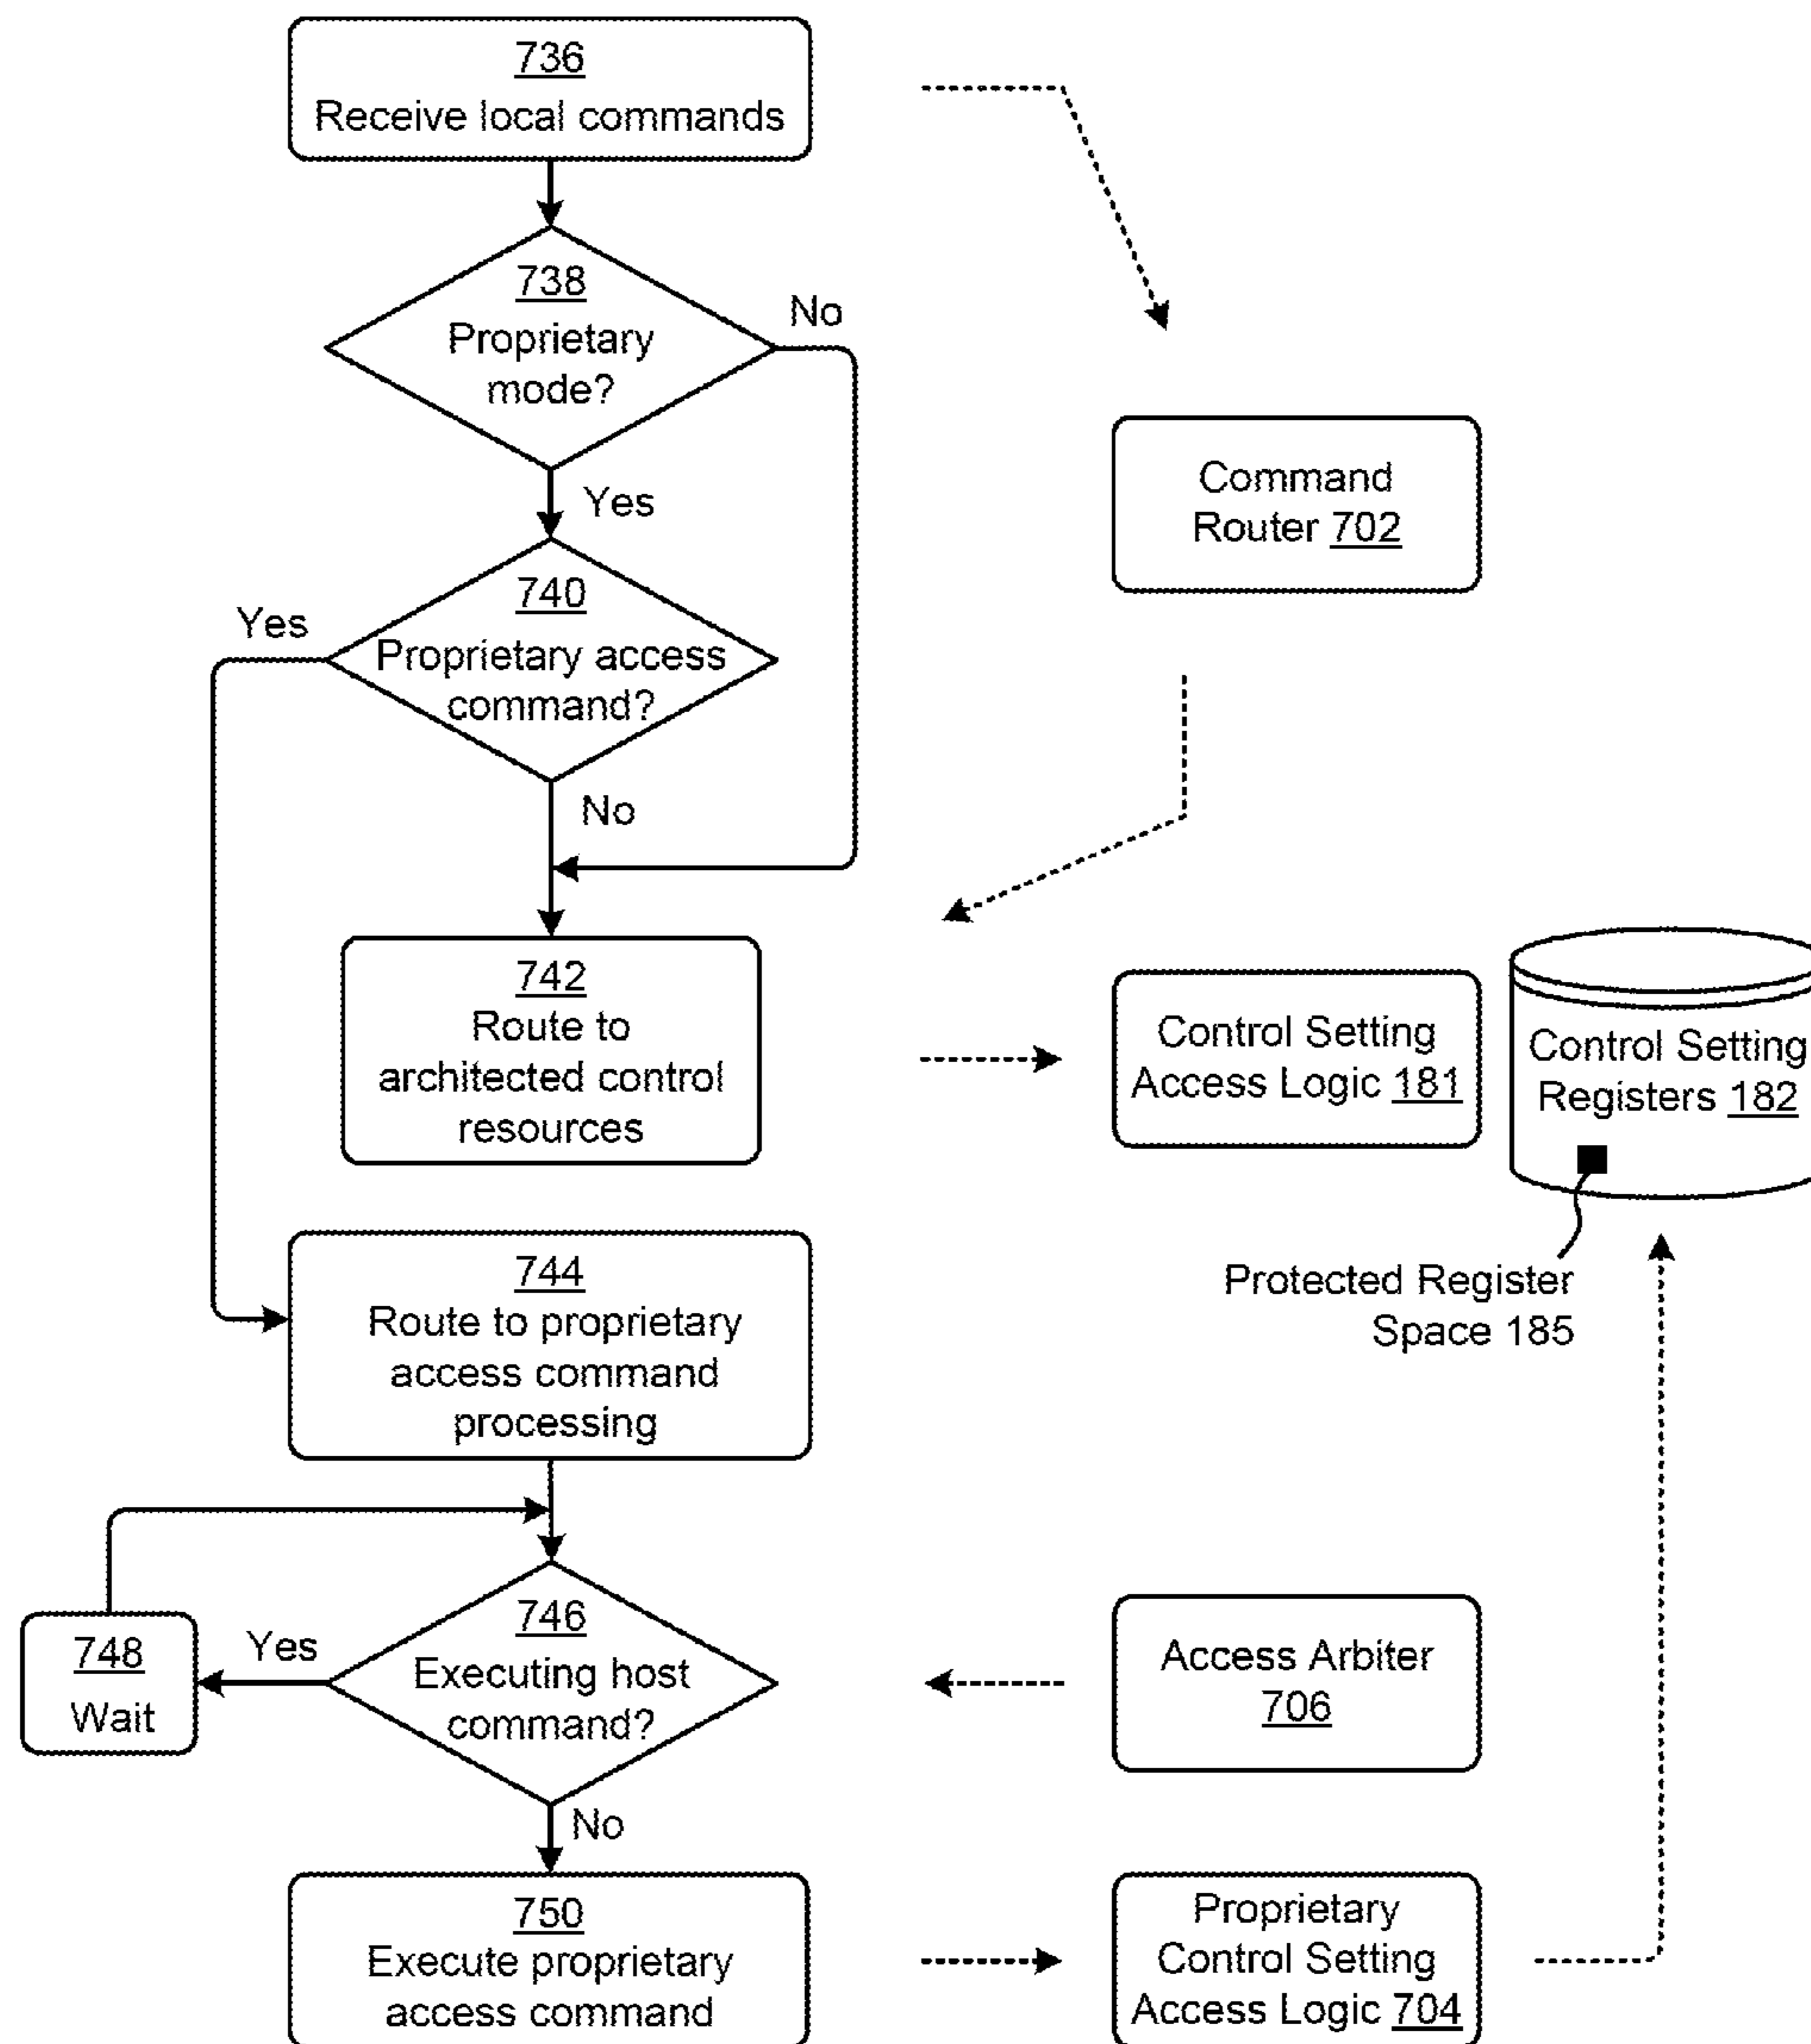 736
Receive local commands
738
Proprietary
mode?
No
Yes
Command
Router 702
740
Proprietary access
command?
Yes
No
742
Route to
architected control
resources
Control Setting
Access Logic 181
Control Setting
Registers 182
Protected Register
Space 185
744
Route to proprietary
access command
processing
746
Executing host
command?
Yes
748
Wait
No
Access Arbiter
706
750
Execute proprietary
access command
Proprietary
Control Setting
Access Logic 704